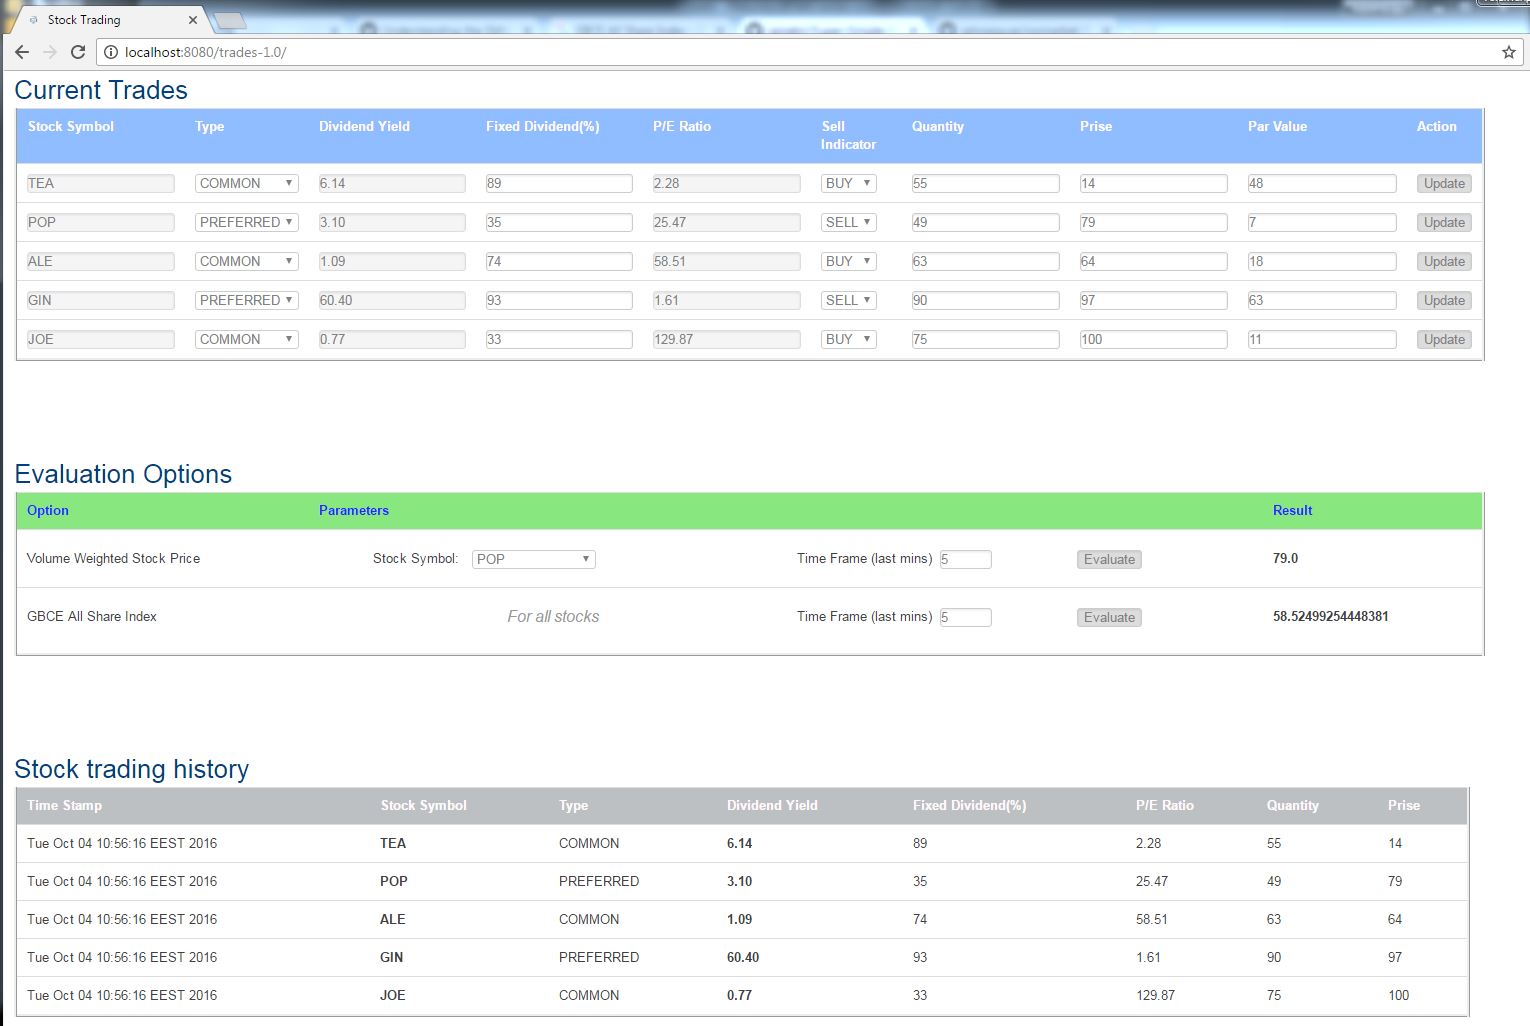 Stock Trading
localhost:8080/trades-1.0/
Current Trades
Stock Symbol Type Dividend Yield Fixed Dividend(%) P/E Ratio Sell Indicator Quantity Prise Par Value Action
TEA COMMON 6.14 89 2.28 BUY 55 14 48 Update
POP PREFERRED 3.10 35 25.47 SELL 49 79 7 Update
ALE COMMON 1.09 74 58.51 BUY 63 64 18 Update
GIN PREFERRED 60.40 93 1.61 SELL 90 97 63 Update
JOE COMMON 0.77 33 129.87 BUY 75 100 11 Update
Evaluation Options
Option Parameters Result
Volume Weighted Stock Price Stock Symbol: POP Time Frame (last mins) 5 Evaluate 79.0
GBCE All Share Index For all stocks Time Frame (last mins) 5 Evaluate 58.52499254448381
Stock trading history
Time Stamp Stock Symbol Type Dividend Yield Fixed Dividend(%) P/E Ratio Quantity Prise
Tue Oct 04 10:56:16 EEST 2016 TEA COMMON 6.14 89 2.28 55 14
Tue Oct 04 10:56:16 EEST 2016 POP PREFERRED 3.10 35 25.47 49 79
Tue Oct 04 10:56:16 EEST 2016 ALE COMMON 1.09 74 58.51 63 64
Tue Oct 04 10:56:16 EEST 2016 GIN PREFERRED 60.40 93 1.61 90 97
Tue Oct 04 10:56:16 EEST 2016 JOE COMMON 0.77 33 129.87 75 100